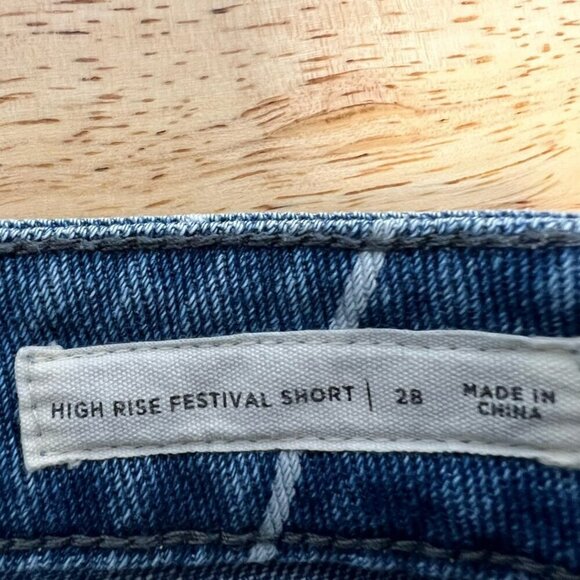 HIGH RISE FESTIVAL SHORT | 28 MADE IN
CHINA